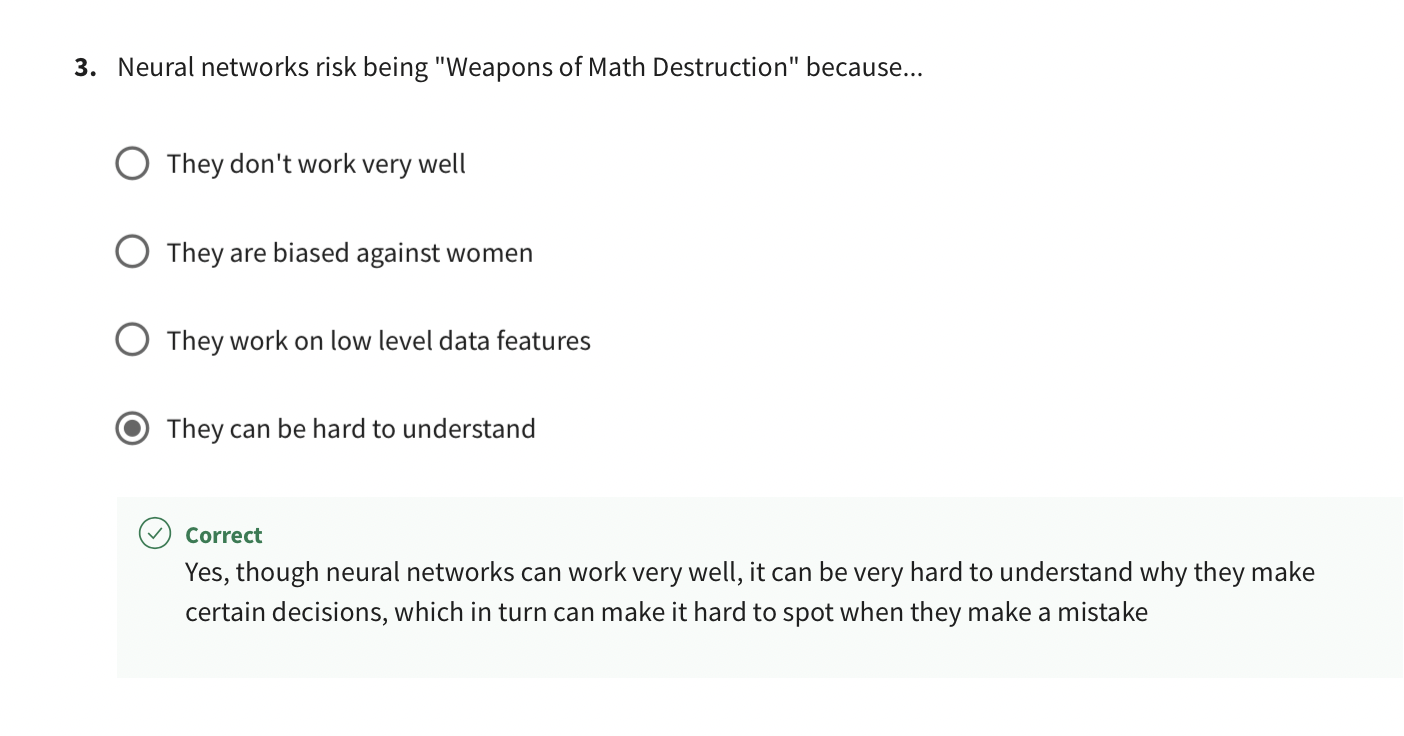 3. Neural networks risk being "Weapons of Math Destruction" because...
They don't work very well
They are biased against women
They work on low level data features
They can be hard to understand
Correct
Yes, though neural networks can work very well, it can be very hard to understand why they make
certain decisions, which in turn can make it hard to spot when they make a mistake